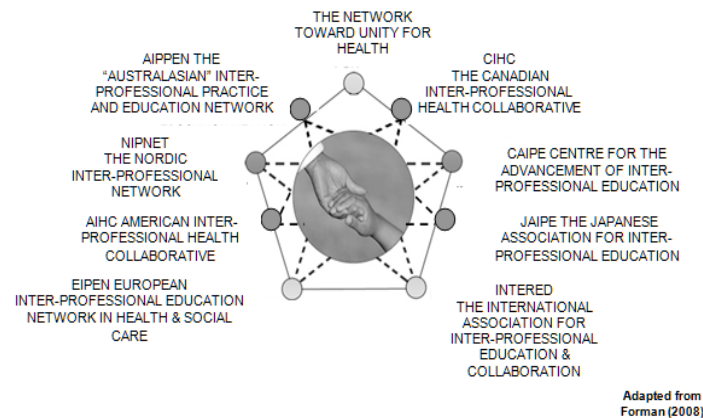 THE NETWORK
TOWARD UNITY FOR
HEALTH
AIPPEN THE
“AUSTRALASIAN” INTER-
PROFESSIONAL PRACTICE
AND EDUCATION NETWORK
CIHC
THE CANADIAN
INTER-PROFESSIONAL
HEALTH COLLABORATIVE
NIPNET
THE NORDIC
INTER-PROFESSIONAL
NETWORK
CAIPE CENTRE FOR THE
ADVANCEMENT OF INTER-
PROFESSIONAL EDUCATION
AIHC AMERICAN INTER-
PROFESSIONAL HEALTH
COLLABORATIVE
JAIPE THE JAPANESE
ASSOCIATION FOR INTER-
PROFESSIONAL EDUCATION
EIPEN EUROPEAN
INTER-PROFESSIONAL EDUCATION
NETWORK IN HEALTH & SOCIAL
CARE
INTERED
THE INTERNATIONAL
ASSOCIATION FOR
INTER-PROFESSIONAL
EDUCATION &
COLLABORATION
Adapted from
Forman (2008)